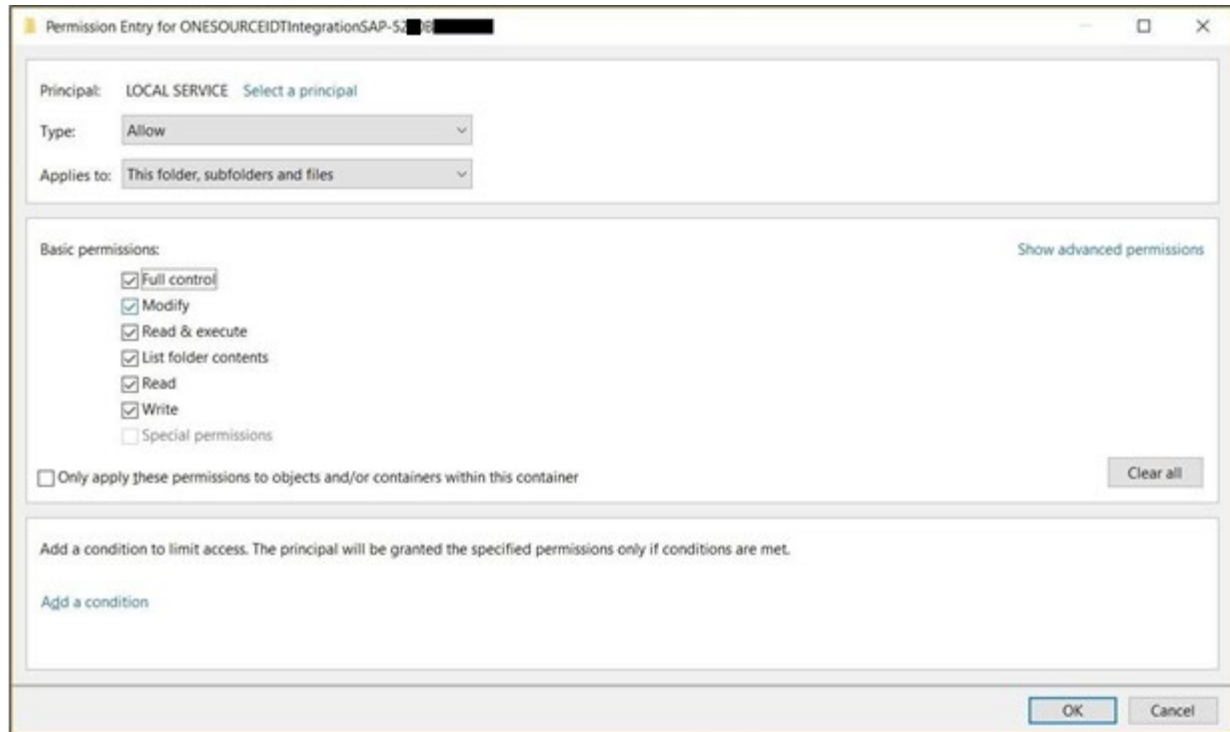 Permission Entry for ONESOURCEIDTIntegrationSAP-52
Principal: LOCAL SERVICE Select a principal
Type: Allow
Applies to: This folder, subfolders and files
Basic permissions: Show advanced permissions
Full control
Modify
Read & execute
List folder contents
Read
Write
Special permissions
Only apply these permissions to objects and/or containers within this container Clear all
Add a condition to limit access. The principal will be granted the specified permissions only if conditions are met.
Add a condition
OK Cancel